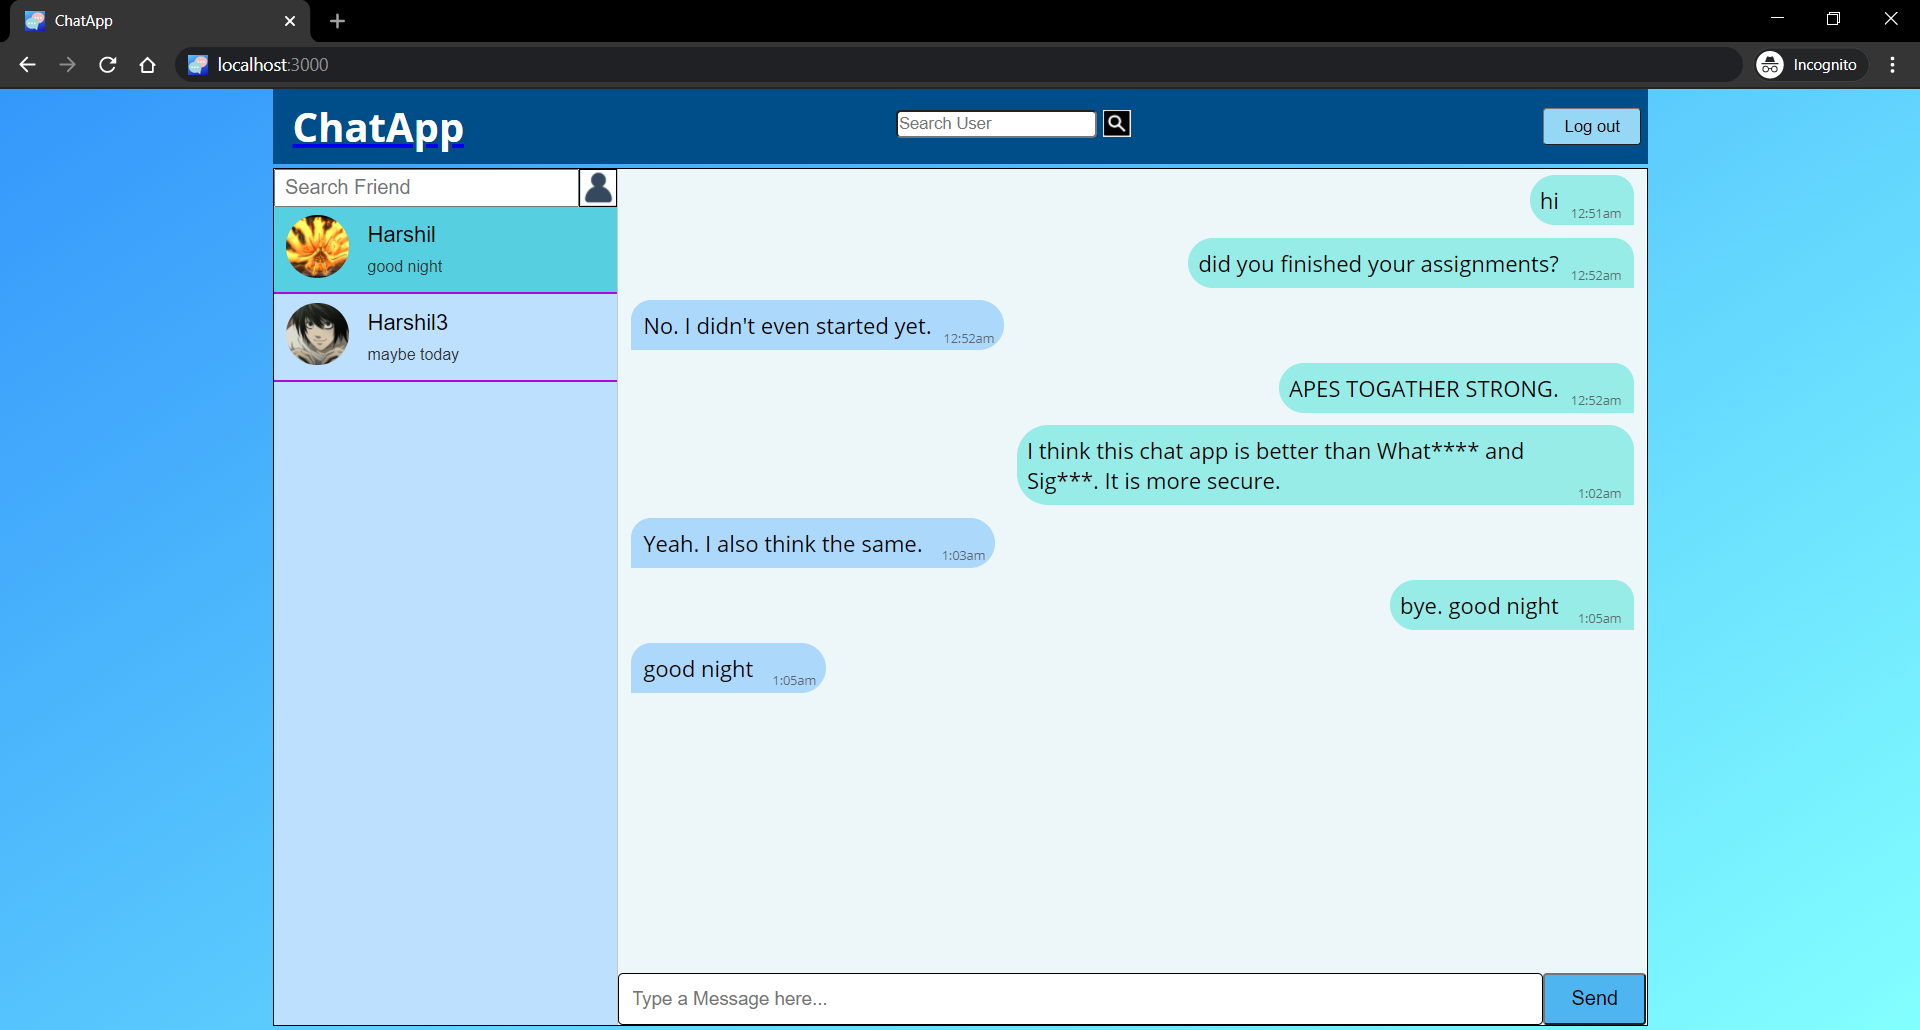 ChatApp
localhost:3000
Incognito
ChatApp
Search User
Log out
Search Friend
Harshil
good night
Harshil3
maybe today
hi 12:51am
did you finished your assignments? 12:52am
No. I didn't even started yet. 12:52am
APES TOGATHER STRONG. 12:52am
I think this chat app is better than What**** and
Sig***. It is more secure. 1:02am
Yeah. I also think the same. 1:03am
bye. good night 1:05am
good night 1:05am
Type a Message here...
Send